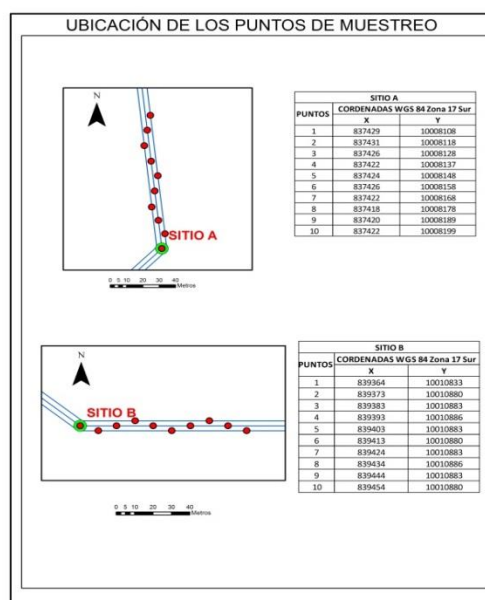 UBICACIÓN DE LOS PUNTOS DE MUESTREO
N
SITIO A
0 5 10 20 30 40
Metros
SITIO A
PUNTOS CORDENADAS WGS 84 Zona 17 Sur
X Y
1 837429 10008108
2 837431 10008118
3 837426 10008128
4 837422 10008137
5 837424 10008148
6 837426 10008158
7 837422 10008168
8 837418 10008178
9 837420 10008189
10 837422 10008199
N
SITIO B
0 5 10 20 30 40
Metros
SITIO B
PUNTOS CORDENADAS WGS 84 Zona 17 Sur
X Y
1 839364 10010833
2 839373 10010880
3 839383 10010883
4 839393 10010886
5 839403 10010883
6 839413 10010880
7 839424 10010883
8 839434 10010886
9 839444 10010883
10 839454 10010880